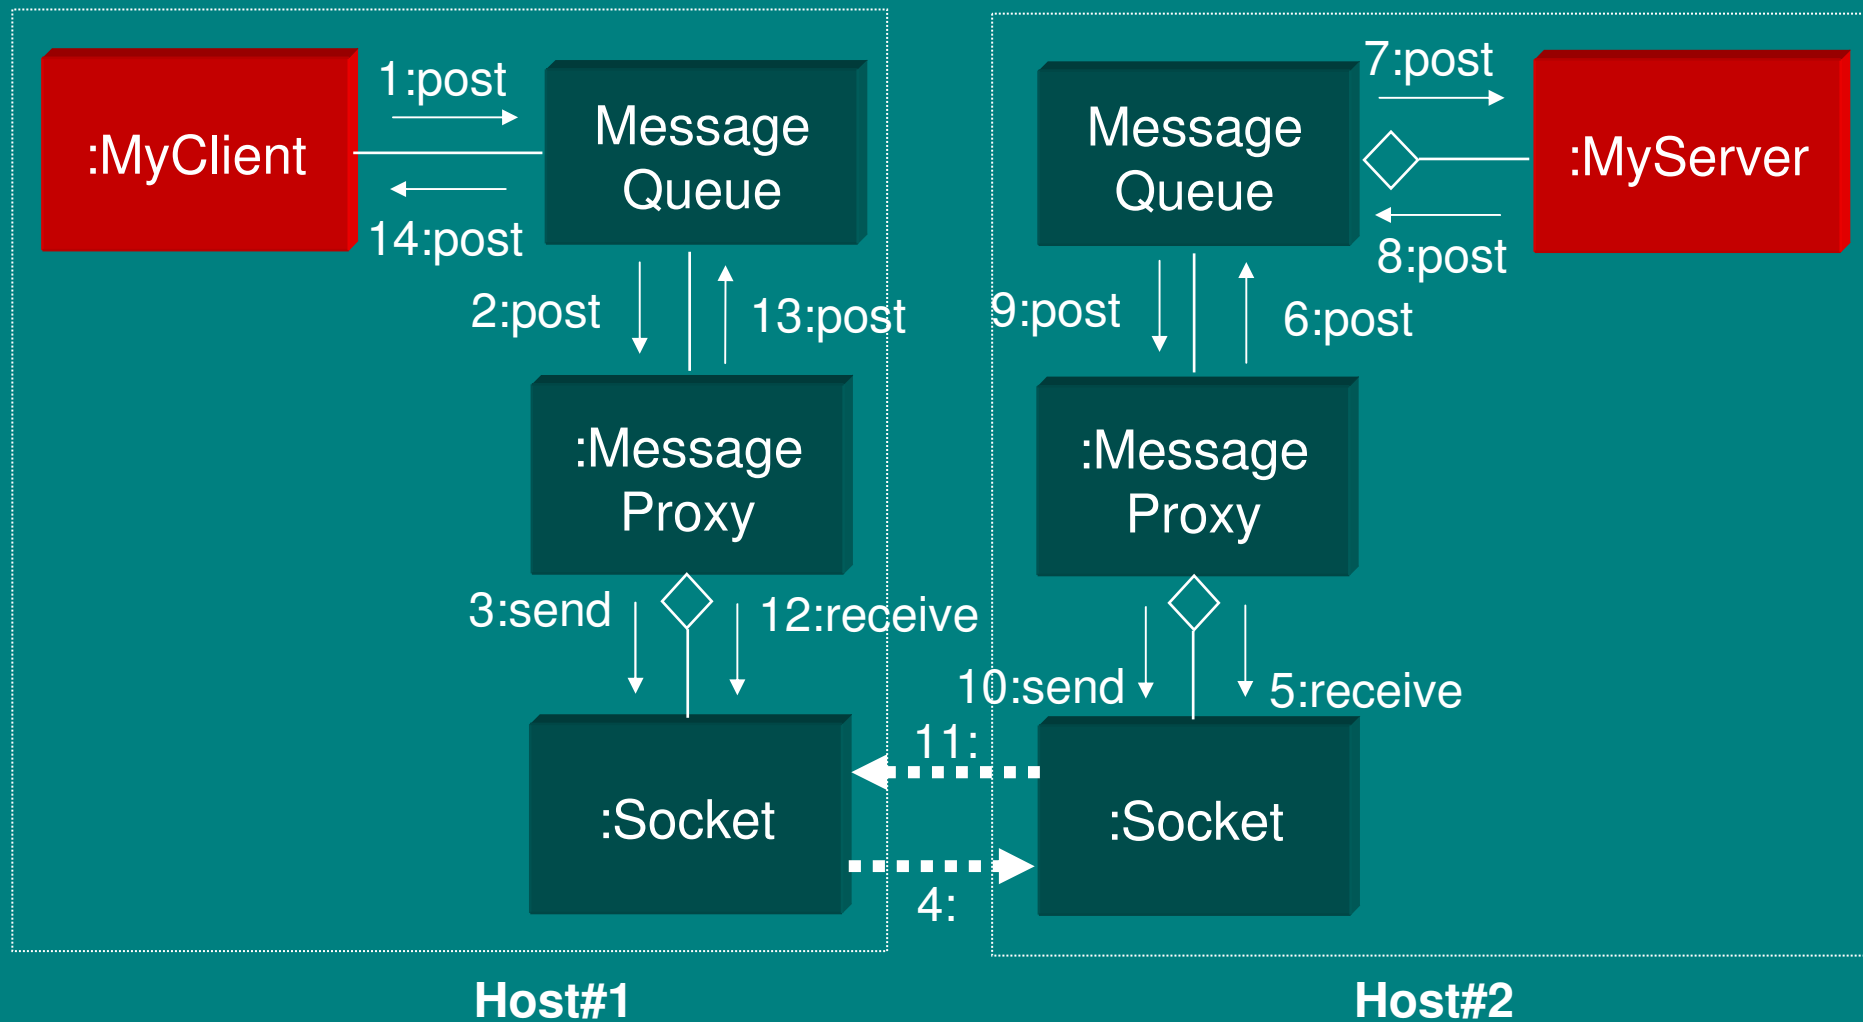 :MyClient
1:post
14:post
Message
Queue
2:post
13:post
:Message
Proxy
3:send
12:receive
:Socket
11:
4:
Host#1
Message
Queue
7:post
8:post
:MyServer
9:post
6:post
:Message
Proxy
10:send
5:receive
:Socket
Host#2